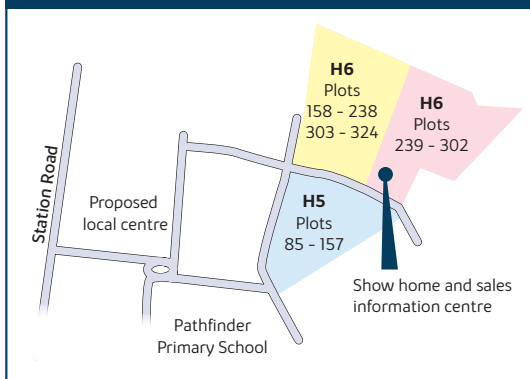 H6
Plots
158 - 238
303 - 324
H6
Plots
239 - 302
Station Road
Proposed
local centre
H5
Plots
85 - 157
Show home and sales
information centre
Pathfinder
Primary School